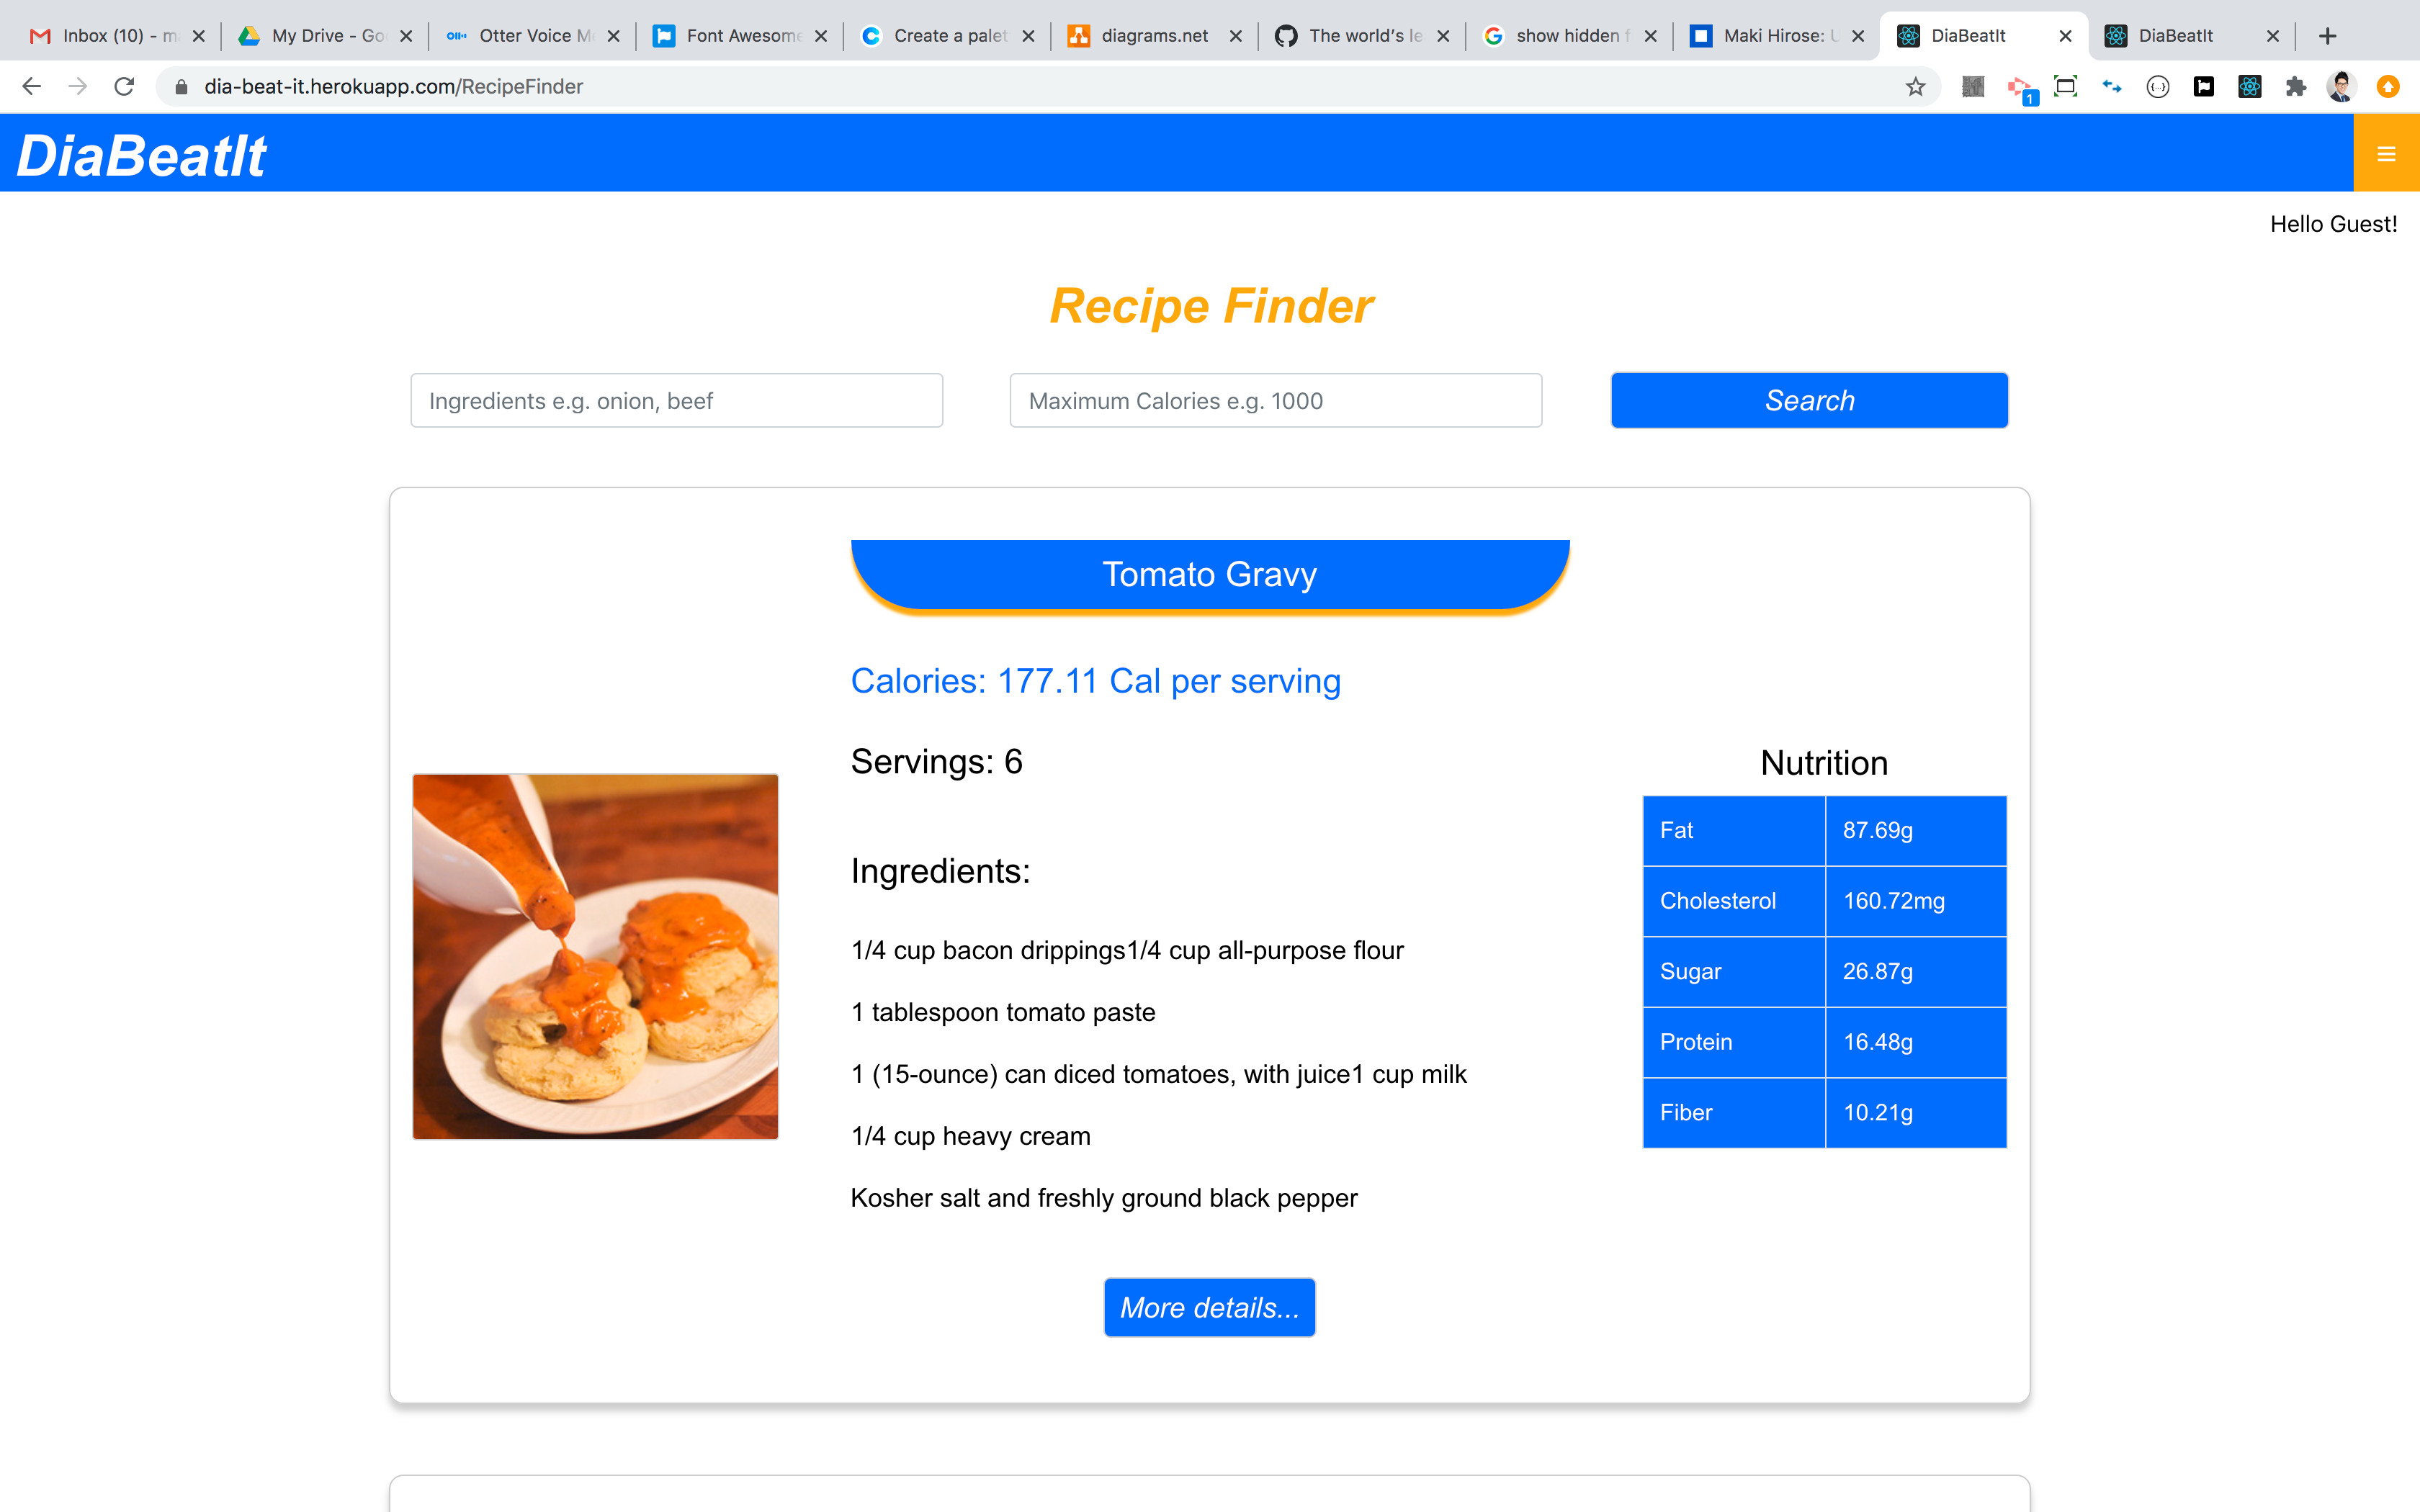 Inbox (10) - m
My Drive - Go
Otter Voice M
Font Awesome
Create a palet
diagrams.net
The world's le
show hidden f
Maki Hirose: U
DiaBeatIt
DiaBeatIt
dia-beat-it.herokuapp.com/RecipeFinder
1
DiaBeatIt
Hello Guest!
Recipe Finder
Ingredients e.g. onion, beef
Maximum Calories e.g. 1000
Search
Tomato Gravy
Calories: 177.11 Cal per serving
Servings: 6
Ingredients:
1/4 cup bacon drippings1/4 cup all-purpose flour
1 tablespoon tomato paste
1 (15-ounce) can diced tomatoes, with juice1 cup milk
1/4 cup heavy cream
Kosher salt and freshly ground black pepper
More details...
Nutrition
Fat 87.69g
Cholesterol 160.72mg
Sugar 26.87g
Protein 16.48g
Fiber 10.21g